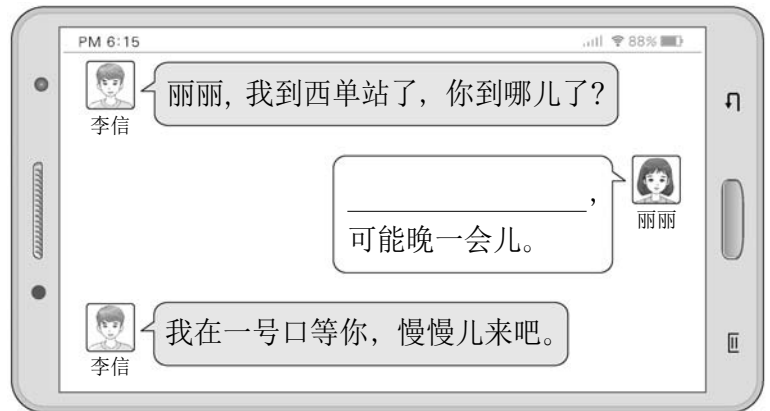 PM 6:15
88%
丽丽, 我到西单站了, 你到哪儿了?
李信
＿＿＿＿＿＿＿＿,
可能晚一会儿。
丽丽
我在一号口等你, 慢慢儿来吧。
李信